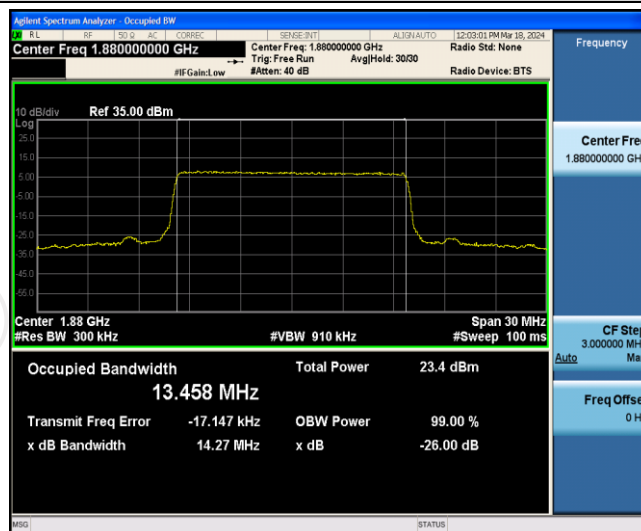 Agilent Spectrum Analyzer - Occupied BW
RL RF 50 Ω AC CORREC SENSE:INT ALIGN AUTO 12:03:01 PM Mar 18, 2024
Center Freq 1.880000000 GHz Center Freq: 1.880000000 GHz Radio Std: None Frequency
Trig: Free Run Avg|Hold: 30/30
#IFGain:Low #Atten: 40 dB Radio Device: BTS
10 dB/div Ref 35.00 dBm
Log
25.0
15.0
5.00
-5.00
-15.0
-25.0
-35.0
-45.0
-55.0
Center Fre
1.880000000 GH
Center 1.88 GHz Span 30 MHz
#Res BW 300 kHz #VBW 910 kHz #Sweep 100 ms
CF Ste
3.000000 MH
Auto Ma
Occupied Bandwidth Total Power 23.4 dBm
13.458 MHz
Freq Offse
0 H
Transmit Freq Error -17.147 kHz OBW Power 99.00 %
x dB Bandwidth 14.27 MHz x dB -26.00 dB
MSG STATUS